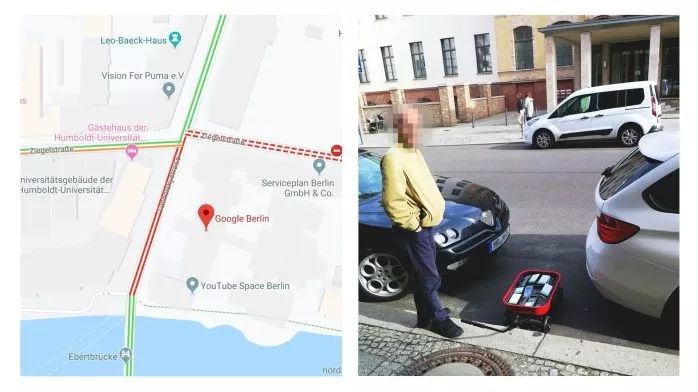 Leo-Baeck-Haus
Vision For Puma e.V
Gästehaus der.
Humboldt-Universität...
Ziegelstraße
Ziegelstraße
niversitätsgebäude der
Humboldt-Universität...
Serviceplan Berlin
GmbH & Co.
Google Berlin
YouTube Space Berlin
Ebertbrücke
nord